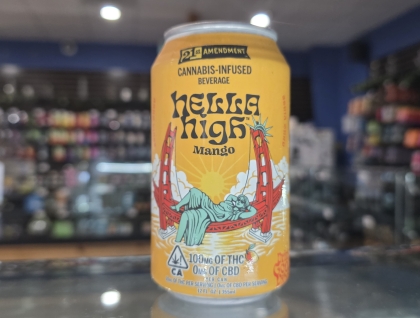 21st AMENDMENT
CANNABIS-INFUSED
BEVERAGE
HELLA
HIGH
Mango
100MG OF THC
0MG OF CBD
CA